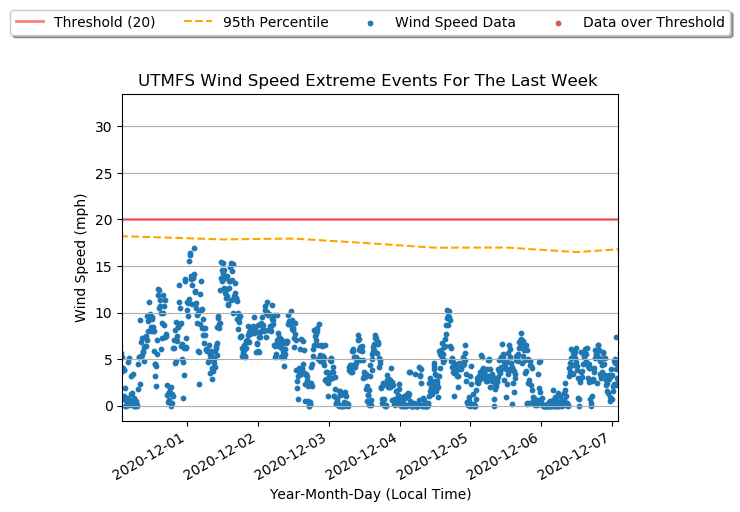 Threshold (20) 95th Percentile Wind Speed Data Data over Threshold
UTMFS Wind Speed Extreme Events For The Last Week
30
25
20
15
10
5
0
Wind Speed (mph)
2020-12-01 2020-12-02 2020-12-03 2020-12-04 2020-12-05 2020-12-06 2020-12-07
Year-Month-Day (Local Time)